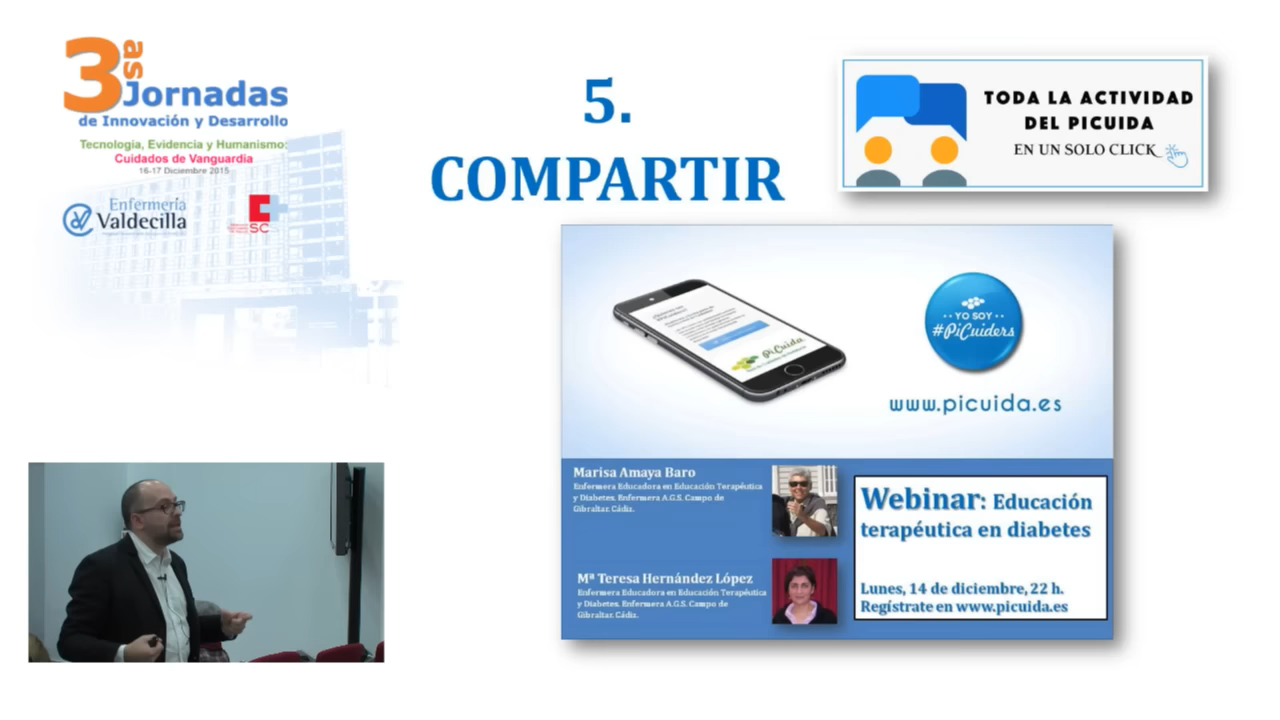 3as Jornadas
de Innovación y Desarrollo
Tecnología, Evidencia y Humanismo:
Cuidados de Vanguardia
16-17 Diciembre 2015
Enfermería
Valdecilla
SC
5.
COMPARTIR
TODA LA ACTIVIDAD
DEL PICUIDA
EN UN SOLO CLICK
PiCuida
·· YO SOY ··
#PiCuiders
www.picuida.es
Marisa Amaya Baro
Enfermera Educadora en Educación Terapéutica
y Diabetes. Enfermera A.G.S. Campo de
Gibraltar. Cádiz.
Mª Teresa Hernández López
Enfermera Educadora en Educación Terapéutica
y Diabetes. Enfermera A.G.S. Campo de
Gibraltar. Cádiz.
Webinar: Educación
terapéutica en diabetes
Lunes, 14 de diciembre, 22 h.
Regístrate en www.picuida.es